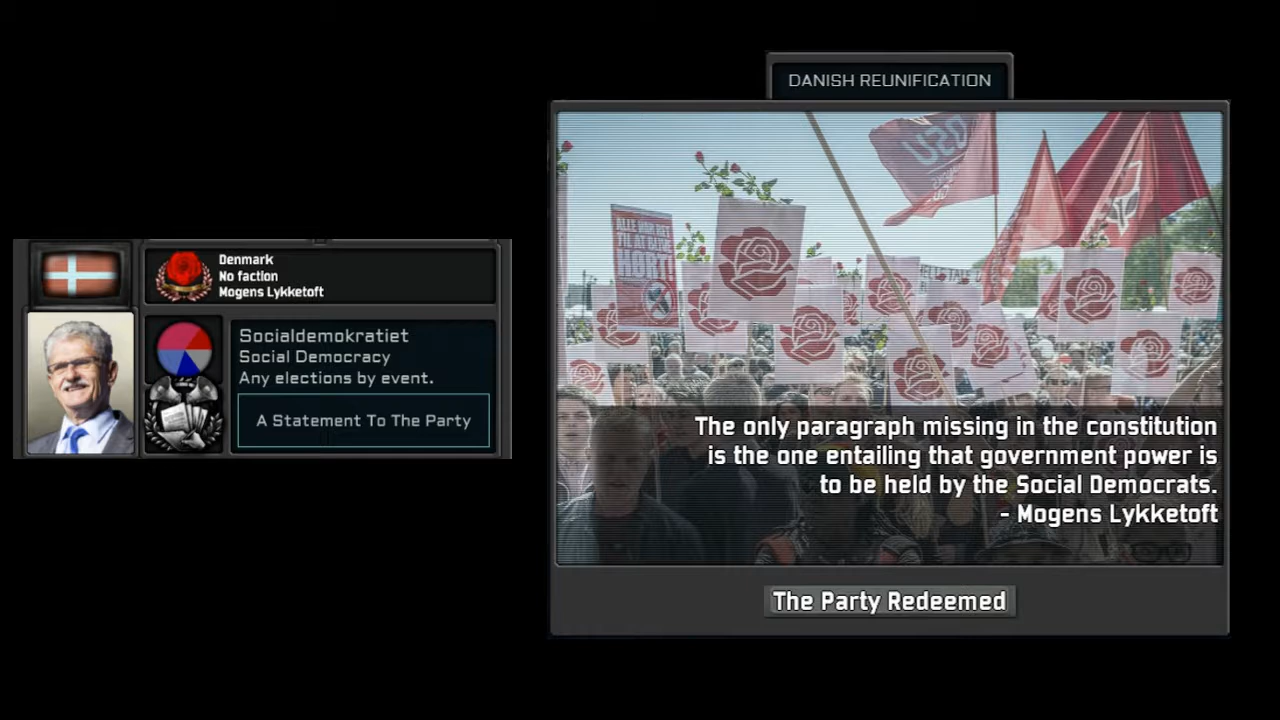 Denmark
No faction
Mogens Lykketoft
Socialdemokratiet
Social Democracy
Any elections by event.
A Statement To The Party
DANISH REUNIFICATION
DSU
The only paragraph missing in the constitution
is the one entailing that government power is
to be held by the Social Democrats.
- Mogens Lykketoft
The Party Redeemed